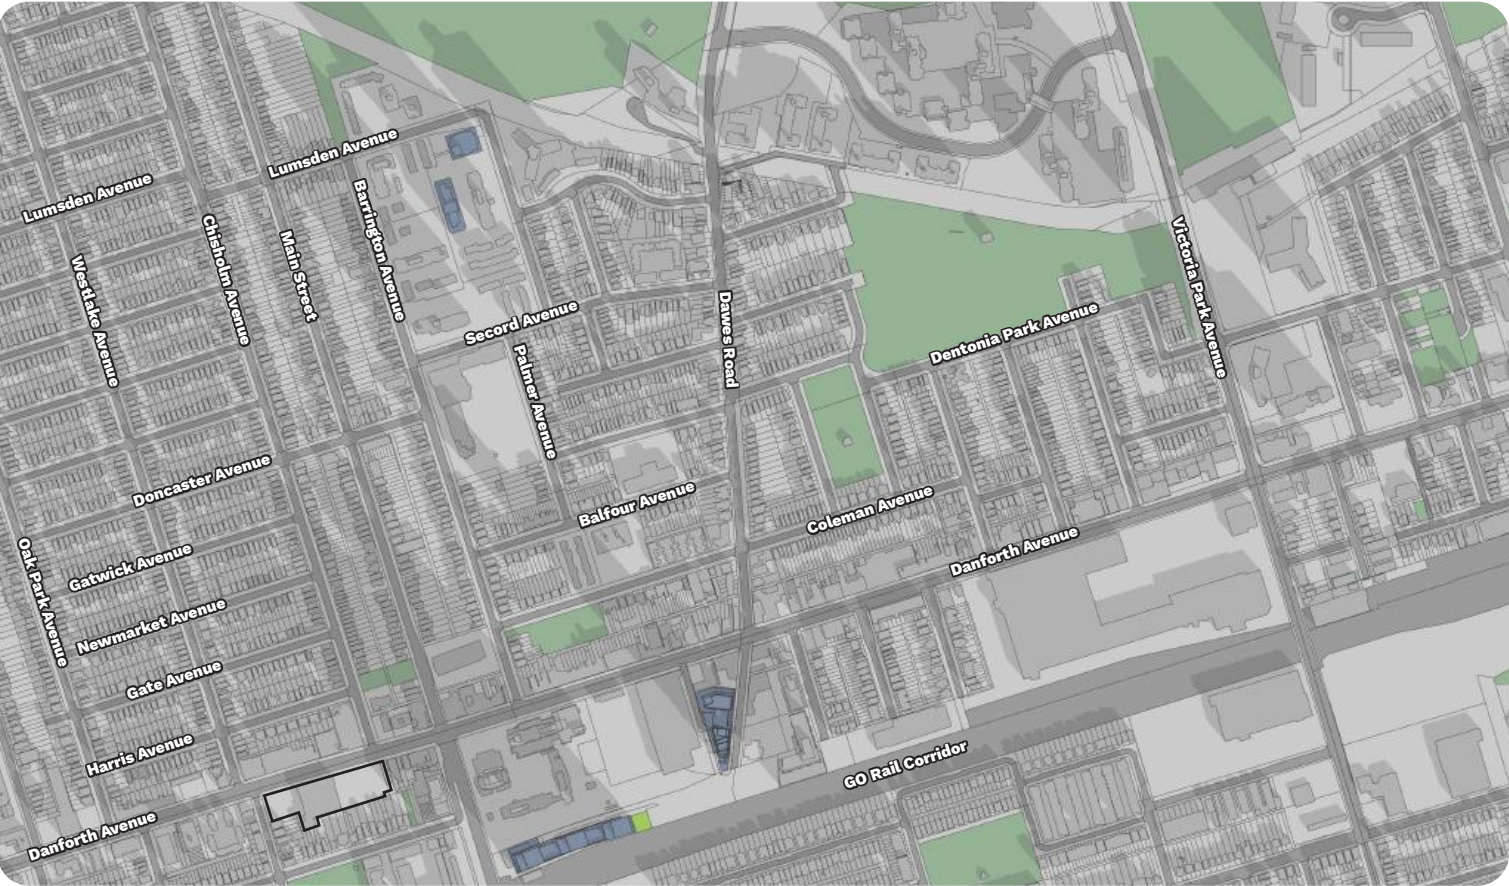 Lumsden Avenue
Lumsden Avenue
Barrington Avenue
Chisholm Avenue
Main Street
Westlake Avenue
Victoria Park Avenue
Secord Avenue
Dawes Road
Dentonia Park Avenue
Palmer Avenue
Doncaster Avenue
Balfour Avenue
Coleman Avenue
Danforth Avenue
Oak Park Avenue
Gatwick Avenue
Newmarket Avenue
Gate Avenue
Harris Avenue
GO Rail Corridor
Danforth Avenue